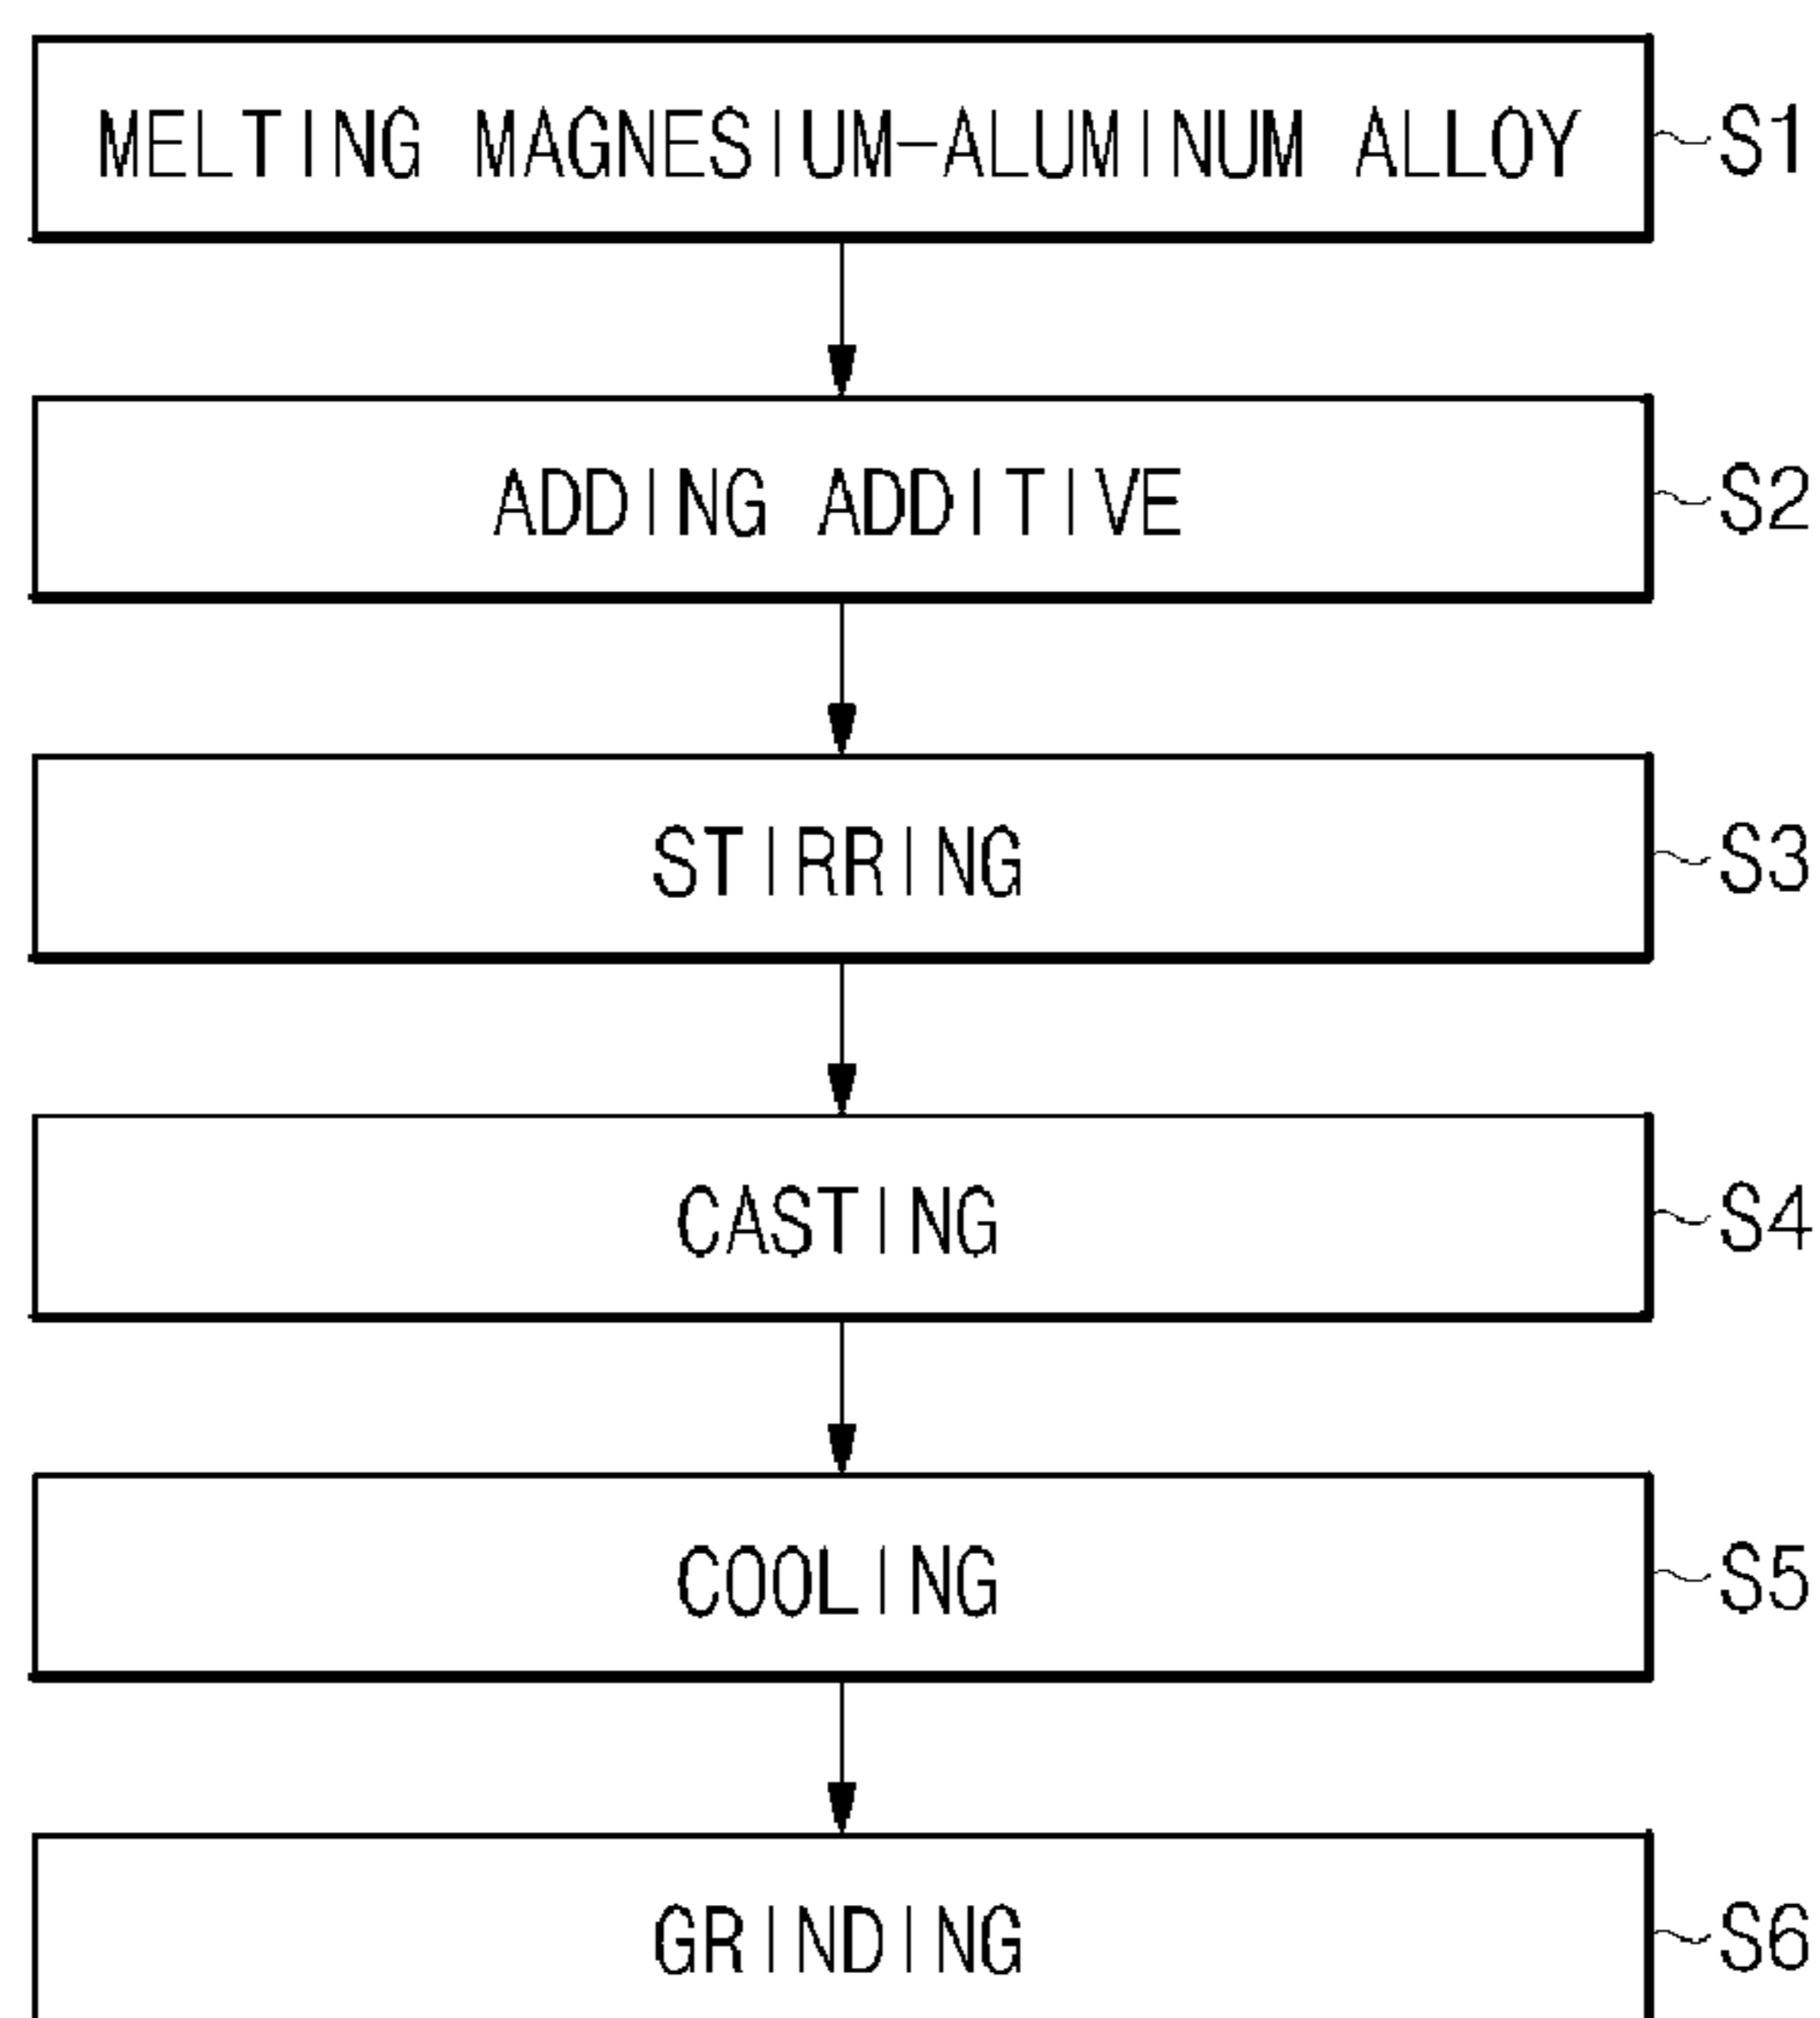 MELTING MAGNESIUM-ALUMINUM ALLOY S1
ADDING ADDITIVE S2
STIRRING S3
CASTING S4
COOLING S5
GRINDING S6